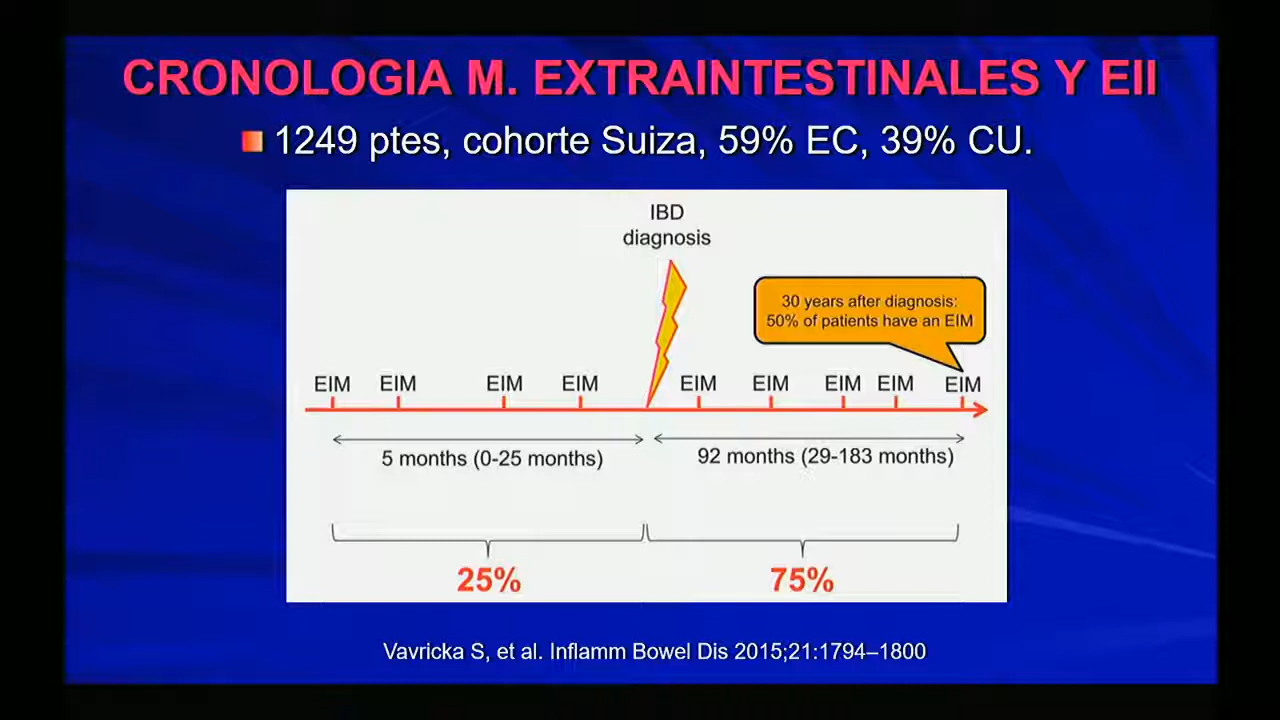 CRONOLOGIA M. EXTRAINTESTINALES Y EII
1249 ptes, cohorte Suiza, 59% EC, 39% CU.
IBD
diagnosis
30 years after diagnosis:
50% of patients have an EIM
EIM EIM EIM EIM EIM EIM EIM EIM EIM
5 months (0-25 months) 92 months (29-183 months)
25% 75%
Vavricka S, et al. Inflamm Bowel Dis 2015;21:1794–1800